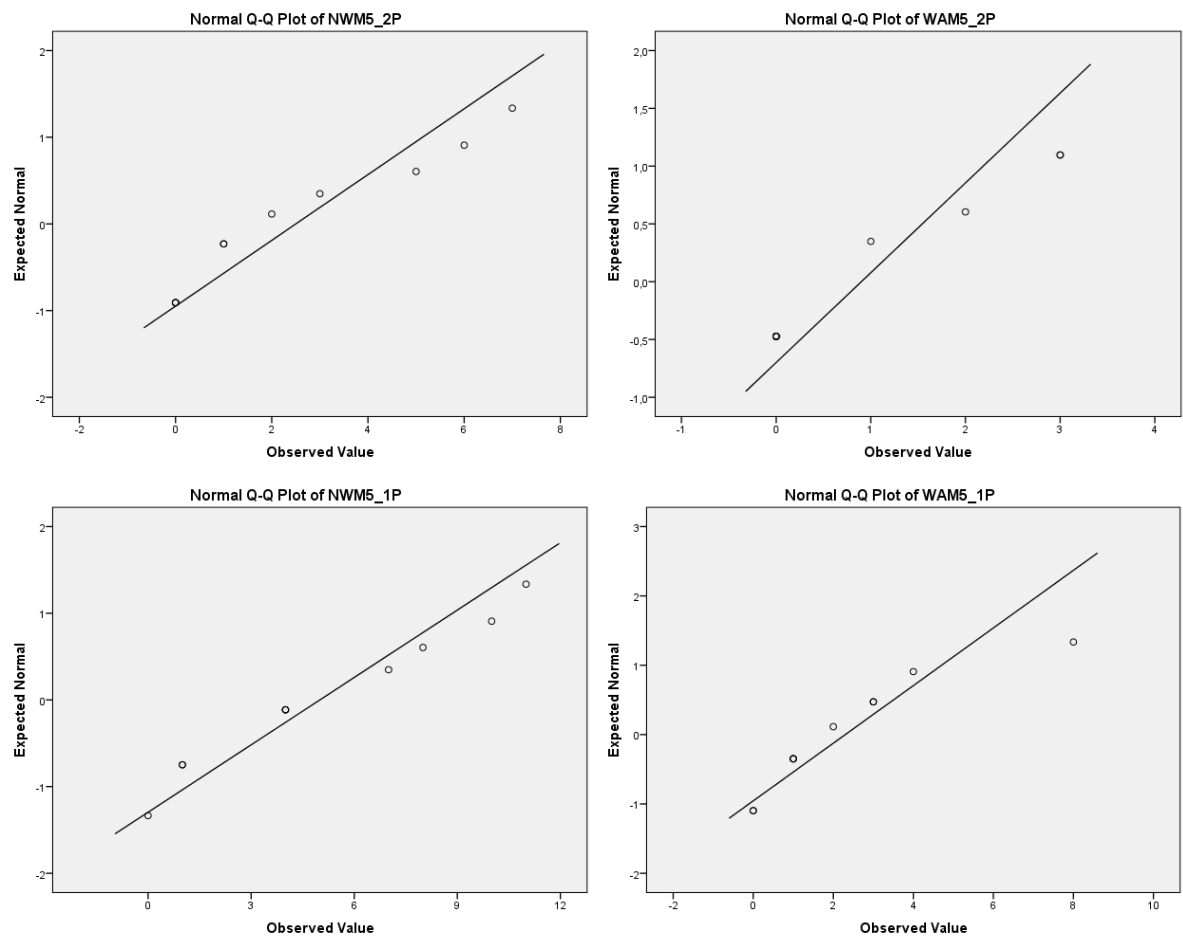 Normal Q-Q Plot of NWM5_2P
2
1
0
-1
-2
Expected Normal
-2 0 2 4 6 8
Observed Value
Normal Q-Q Plot of WAM5_2P
2,0
1,5
1,0
0,5
0,0
-0,5
-1,0
Expected Normal
-1 0 1 2 3 4
Observed Value
Normal Q-Q Plot of NWM5_1P
2
1
0
-1
-2
Expected Normal
0 3 6 9 12
Observed Value
Normal Q-Q Plot of WAM5_1P
3
2
1
0
-1
-2
Expected Normal
-2 0 2 4 6 8 10
Observed Value